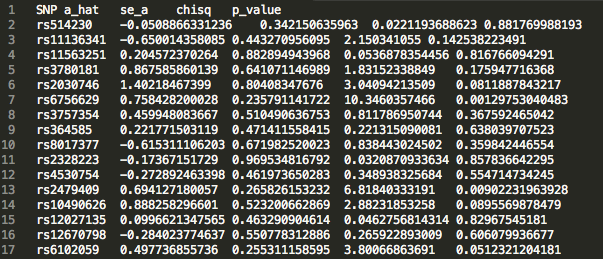 1 SNP a_hat se_a chisq p_value
2 rs514230 -0.0508866331236 0.342150635963 0.0221193688623 0.881769988193
3 rs11136341 -0.650014358085 0.443270956095 2.150341055 0.142538223491
4 rs11563251 0.204572370264 0.882894943968 0.0536878354456 0.816766094291
5 rs3780181 0.867585860139 0.641071146989 1.83152338849 0.175947716368
6 rs2030746 1.40218467399 0.80408347676 3.04094213509 0.0811887843217
7 rs6756629 0.758428200028 0.235791141722 10.3460357466 0.00129753040483
8 rs3757354 0.459948083667 0.510490636753 0.811786950744 0.367592465042
9 rs364585 0.221771503119 0.471411558415 0.221315090081 0.638039707523
10 rs8017377 -0.615311106203 0.671982520023 0.838443024502 0.359842446554
11 rs2328223 -0.17367151729 0.969534816792 0.0320870933634 0.857836642295
12 rs4530754 -0.272892463398 0.461973650283 0.348938325684 0.554714734245
13 rs2479409 0.694127180057 0.265826153232 6.81840333191 0.00902231963928
14 rs10490626 0.888258296601 0.523200662869 2.88231853258 0.0895569878479
15 rs12027135 0.0996621347565 0.463290904614 0.0462756814314 0.82967545181
16 rs12670798 -0.284023774637 0.550778312886 0.265922893009 0.606079936677
17 rs6102059 0.497736855736 0.255311158595 3.80066863691 0.0512321204181